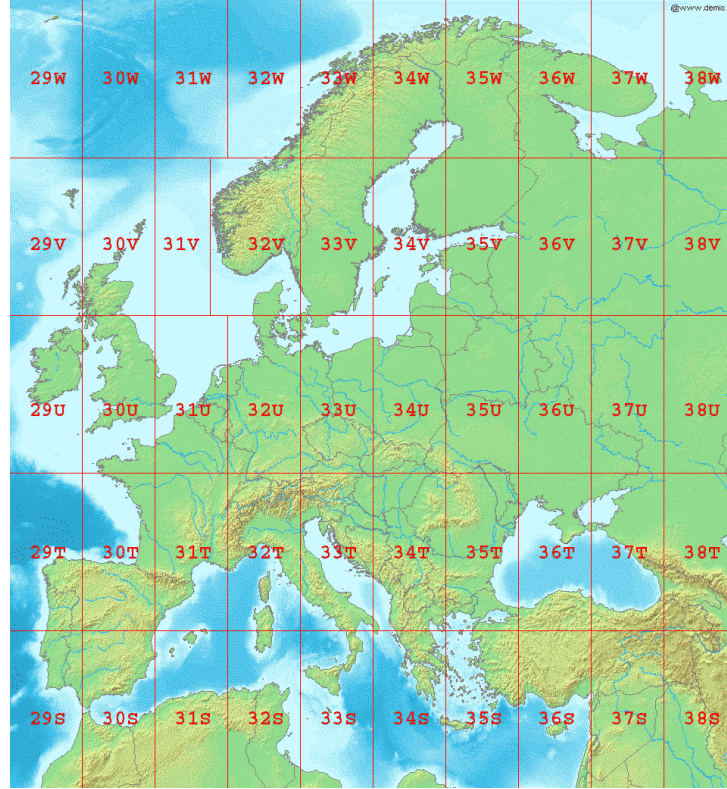 @www.demis
29W 30W 31W 32W 33W 34W 35W 36W 37W 38W
29V 30V 31V 32V 33V 34V 35V 36V 37V 38V
29U 30U 31U 32U 33U 34U 35U 36U 37U 38U
29T 30T 31T 32T 33T 34T 35T 36T 37T 38T
29S 30S 31S 32S 33S 34S 35S 36S 37S 38S